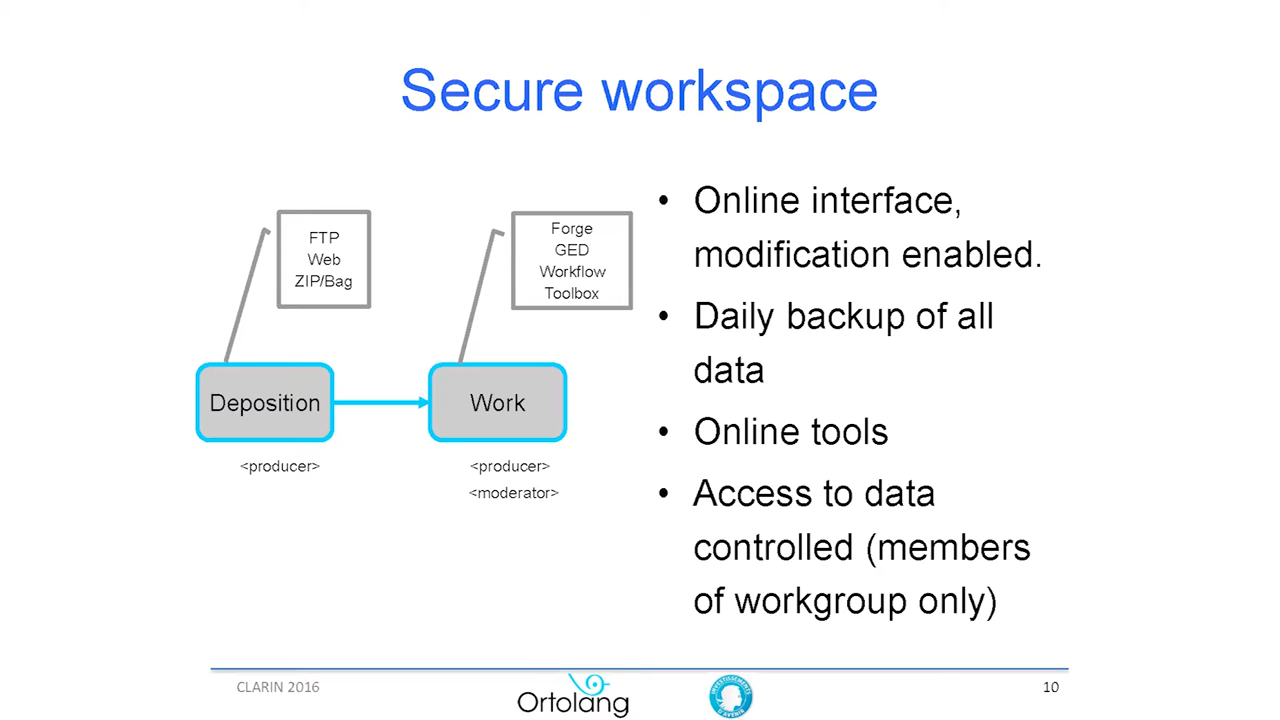 Secure workspace
FTP
Web
ZIP/Bag
Forge
GED
Workflow
Toolbox
Deposition
Work
<producer>
<producer>
<moderator>
• Online interface,
modification enabled.
• Daily backup of all
data
• Online tools
• Access to data
controlled (members
of workgroup only)
CLARIN 2016
Ortolang
INVESTISSEMENTS
D'AVENIR
10